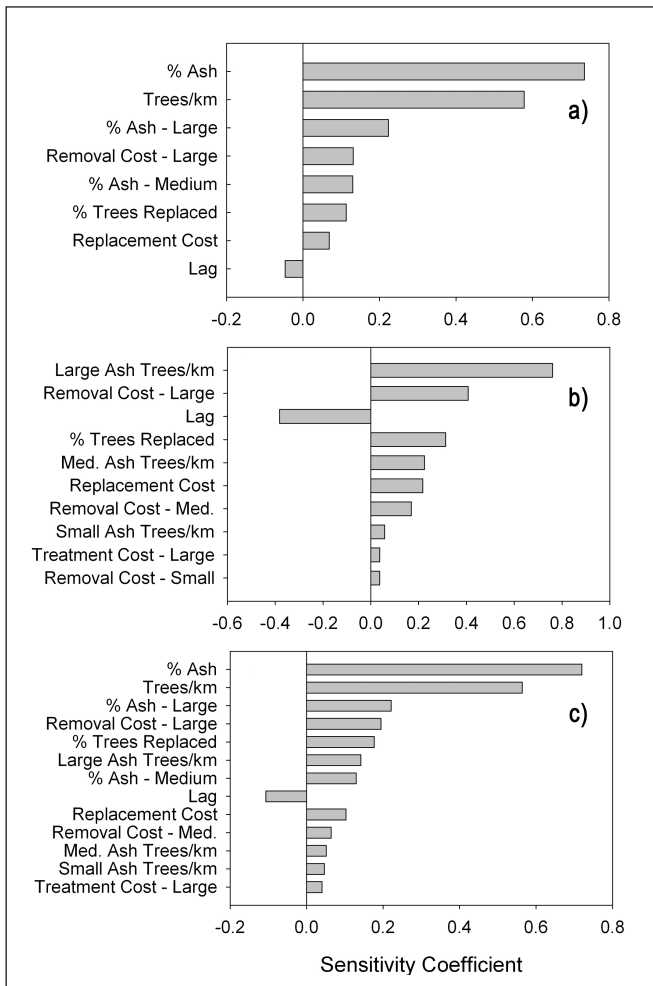 % Ash
Trees/km
% Ash - Large
Removal Cost - Large
% Ash - Medium
% Trees Replaced
Replacement Cost
Lag
a)
-0.2 0.0 0.2 0.4 0.6 0.8
Large Ash Trees/km
Removal Cost - Large
Lag
% Trees Replaced
Med. Ash Trees/km
Replacement Cost
Removal Cost - Med.
Small Ash Trees/km
Treatment Cost - Large
Removal Cost - Small
b)
-0.6 -0.4 -0.2 0.0 0.2 0.4 0.6 0.8 1.0
% Ash
Trees/km
% Ash - Large
Removal Cost - Large
% Trees Replaced
Large Ash Trees/km
% Ash - Medium
Lag
Replacement Cost
Removal Cost - Med.
Med. Ash Trees/km
Small Ash Trees/km
Treatment Cost - Large
c)
-0.2 0.0 0.2 0.4 0.6 0.8
Sensitivity Coefficient